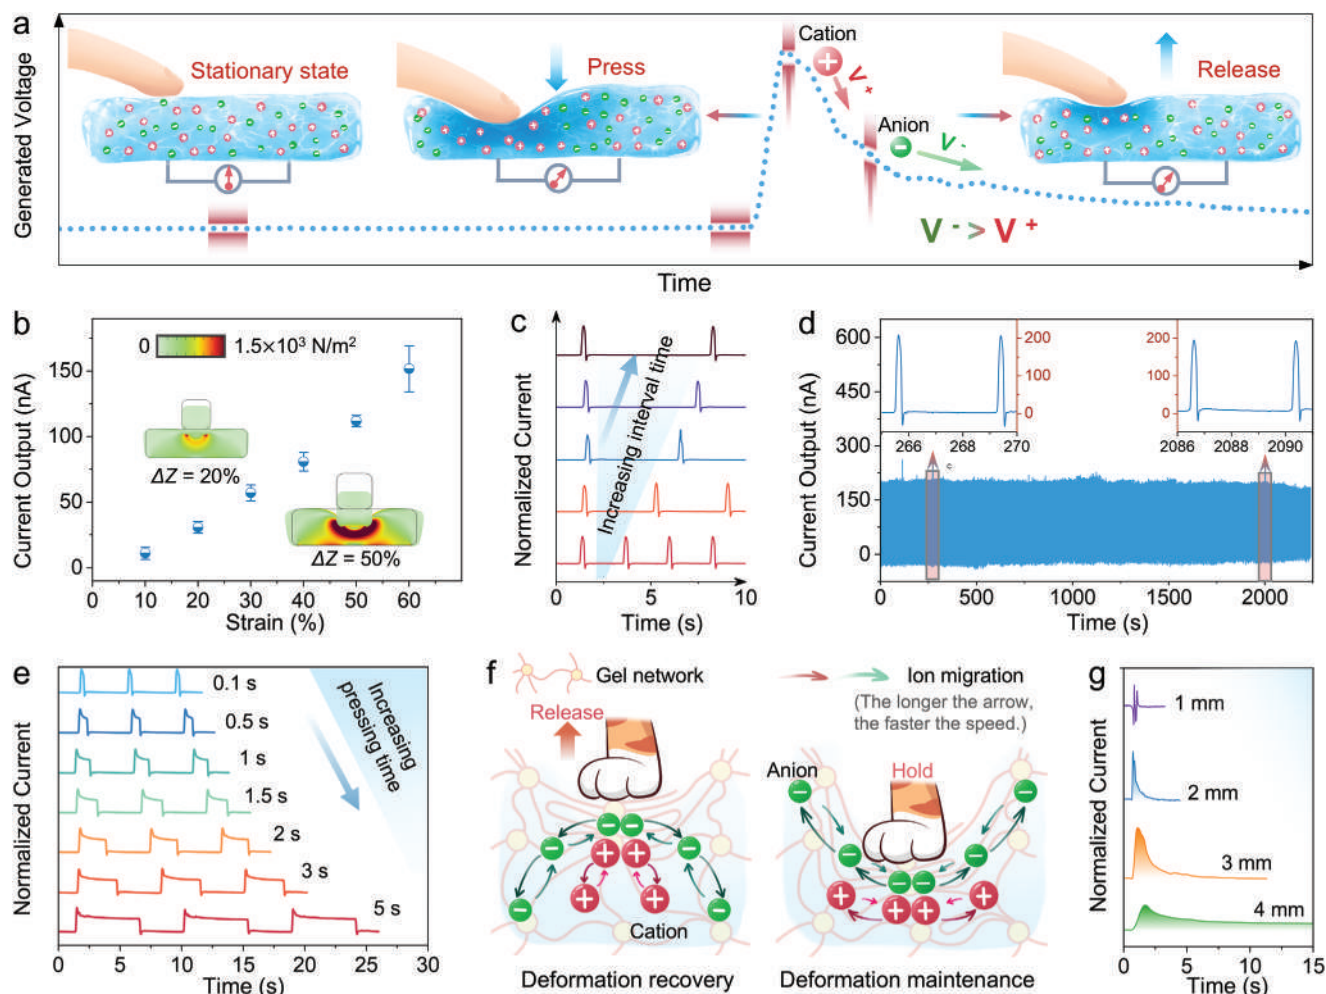 a
Generated Voltage
Stationary state
Press
Cation
V+
Anion
V-
Release
V - > V +
Time
b
0 1.5×10³ N/m²
150
100
50
0
Current Output (nA)
ΔZ = 20%
ΔZ = 50%
0 10 20 30 40 50 60
Strain (%)
c
Normalized Current
Increasing interval time
0 5 10
Time (s)
d
600
450
300
150
0
Current Output (nA)
200
100
0
266 268 270
200
100
0
2086 2088 2090
0 500 1000 1500 2000
Time (s)
e
Normalized Current
0.1 s
0.5 s
1 s
1.5 s
2 s
3 s
5 s
Increasing
pressing time
0 5 10 15 20 25 30
Time (s)
f
Gel network
Ion migration
(The longer the arrow,
the faster the speed.)
Release
Cation
Deformation recovery
Anion
Hold
Deformation maintenance
g
Normalized Current
1 mm
2 mm
3 mm
4 mm
0 5 10 15
Time (s)